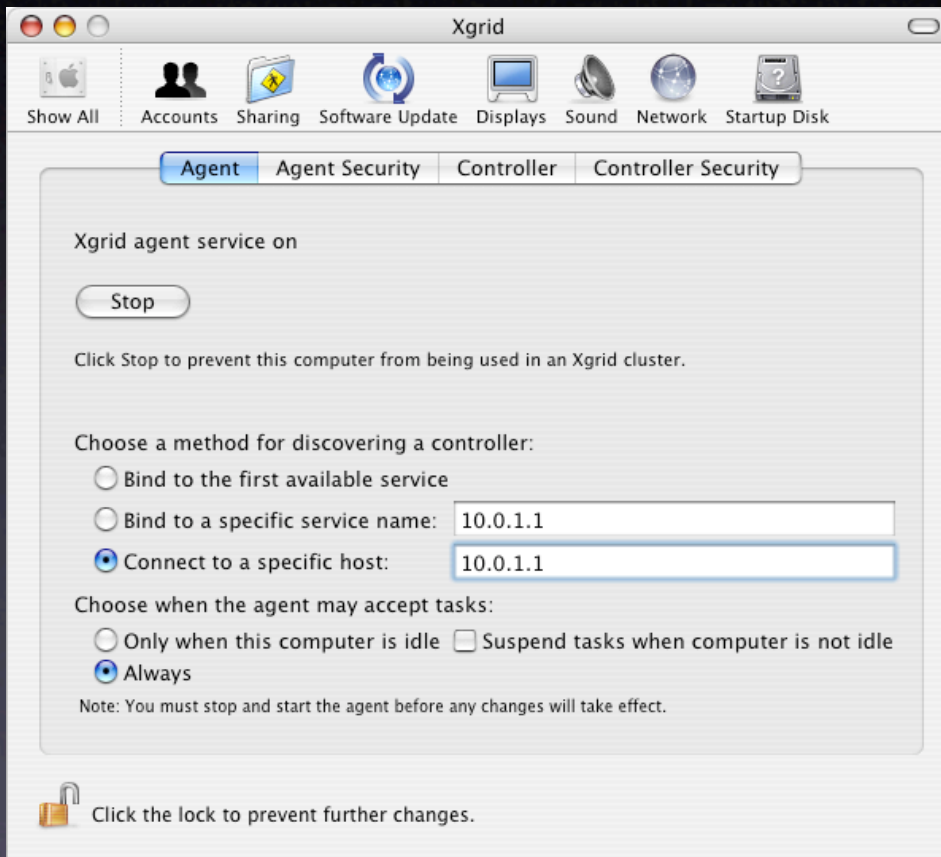 Xgrid
Show All Accounts Sharing Software Update Displays Sound Network Startup Disk
Agent Agent Security Controller Controller Security
Xgrid agent service on
Stop
Click Stop to prevent this computer from being used in an Xgrid cluster.
Choose a method for discovering a controller:
Bind to the first available service
Bind to a specific service name: 10.0.1.1
Connect to a specific host: 10.0.1.1
Choose when the agent may accept tasks:
Only when this computer is idle Suspend tasks when computer is not idle
Always
Note: You must stop and start the agent before any changes will take effect.
Click the lock to prevent further changes.